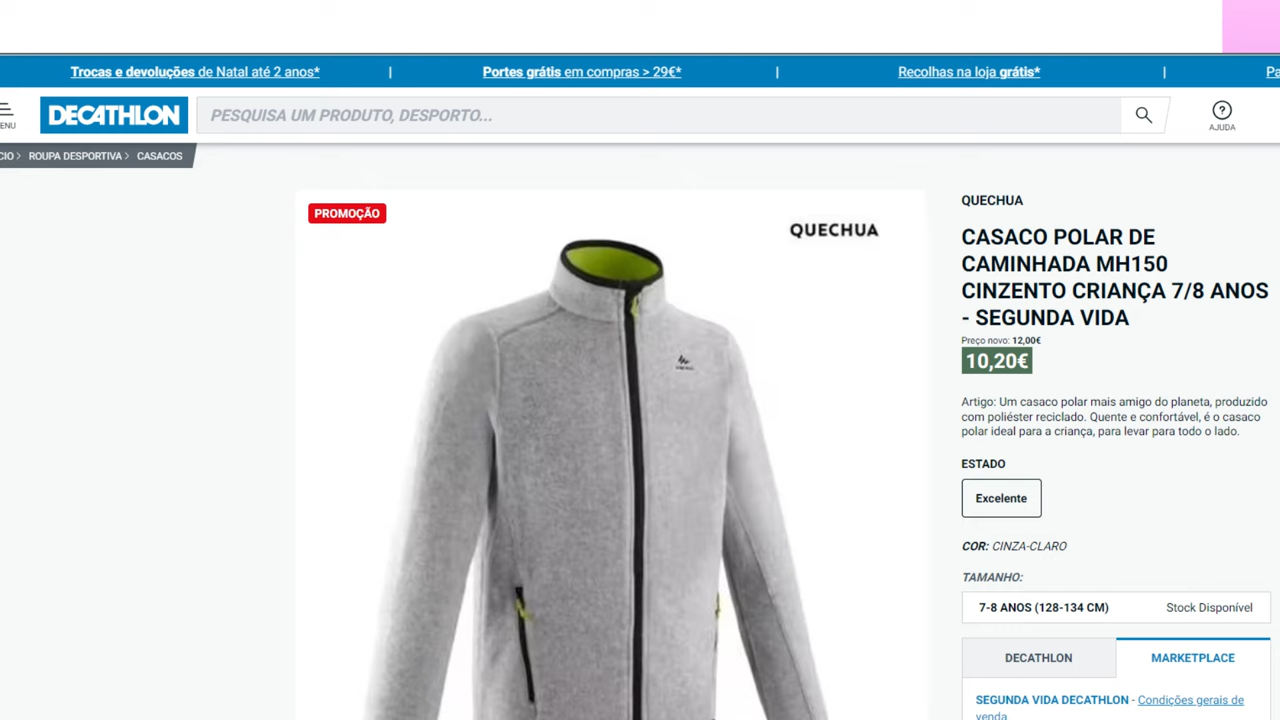 Trocas e devoluções de Natal até 2 anos* | Portes grátis em compras > 29€* | Recolhas na loja grátis* |
DECATHLON PESQUISA UM PRODUTO, DESPORTO... AJUDA
ROUPA DESPORTIVA > CASACOS
PROMOÇÃO
QUECHUA
QUECHUA
CASACO POLAR DE
CAMINHADA MH150
CINZENTO CRIANÇA 7/8 ANOS
- SEGUNDA VIDA
Preço novo: 12,00€
10,20€
Artigo: Um casaco polar mais amigo do planeta, produzido
com poliéster reciclado. Quente e confortável, é o casaco
polar ideal para a criança, para levar para todo o lado.
ESTADO
Excelente
COR: CINZA-CLARO
TAMANHO:
7-8 ANOS (128-134 CM) Stock Disponível
DECATHLON MARKETPLACE
SEGUNDA VIDA DECATHLON - Condições gerais de
venda